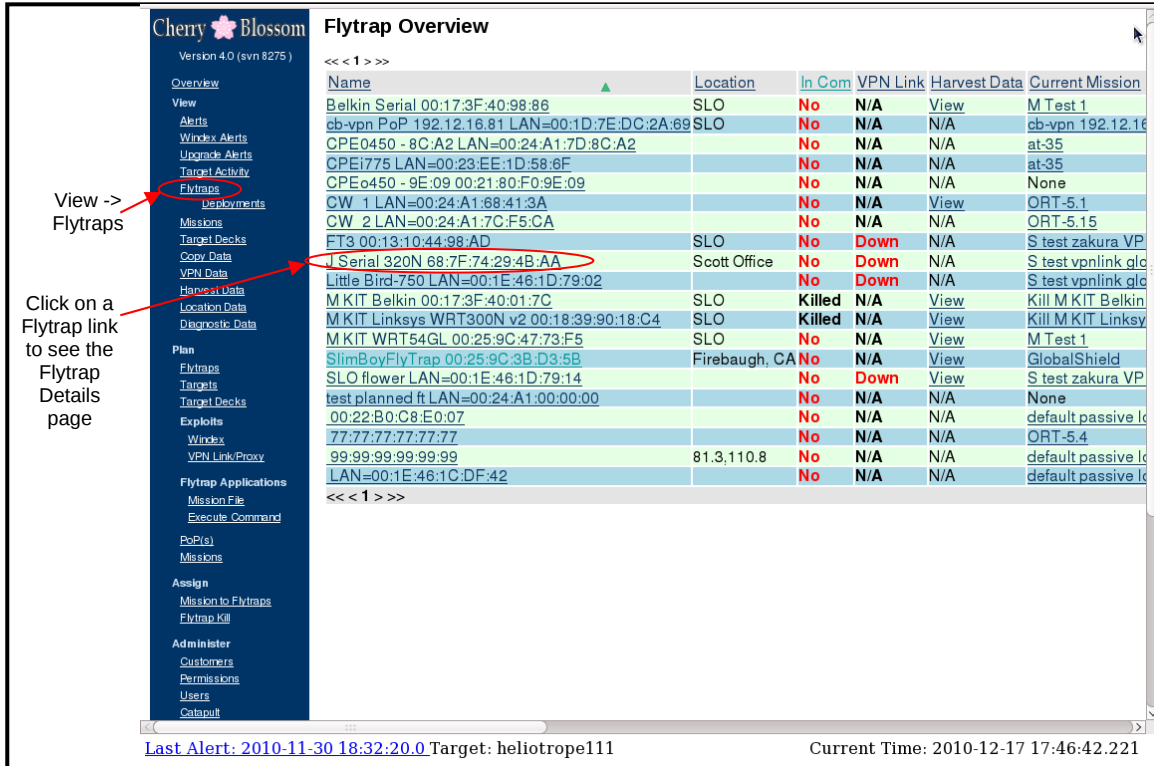 Cherry Blossom
Version 4.0 (svn 8275 )
Overview
View
Alerts
Windex Alerts
Upgrade Alerts
Target Activity
Flytraps
Deployments
Missions
Target Decks
Copy Data
VPN Data
Harvest Data
Location Data
Diagnostic Data
Plan
Flytraps
Targets
Target Decks
Exploits
Windex
VPN Link/Proxy
Flytrap Applications
Mission File
Execute Command
PoP(s)
Missions
Assign
Mission to Flytraps
Flytrap Kill
Administer
Customers
Permissions
Users
Catapult
View ->
Flytraps
Click on a
Flytrap link
to see the
Flytrap
Details
page
Flytrap Overview
<< < 1 > >>
Name Location In Com VPN Link Harvest Data Current Mission
Belkin Serial 00:17:3F:40:98:86 SLO No N/A View M Test 1
cb-vpn PoP 192.12.16.81 LAN=00:1D:7E:DC:2A:69 SLO No N/A N/A cb-vpn 192.12.16
CPE0450 - 8C:A2 LAN=00:24:A1:7D:8C:A2 No N/A N/A at-35
CPEi775 LAN=00:23:EE:1D:58:6F No N/A N/A at-35
CPEo450 - 9E:09 00:21:80:F0:9E:09 No N/A N/A None
CW 1 LAN=00:24:A1:68:41:3A No N/A View ORT-5.1
CW 2 LAN=00:24:A1:7C:F5:CA No N/A N/A ORT-5.15
FT3 00:13:10:44:98:AD SLO No Down N/A S test zakura VP
J Serial 320N 68:7F:74:29:4B:AA Scott Office No Down N/A S test vpnlink glo
Little Bird-750 LAN=00:1E:46:1D:79:02 No Down N/A S test vpnlink glo
M KIT Belkin 00:17:3F:40:01:7C SLO Killed N/A View Kill M KIT Belkin
M KIT Linksys WRT300N v2 00:18:39:90:18:C4 SLO Killed N/A View Kill M KIT Linksy
M KIT WRT54GL 00:25:9C:47:73:F5 SLO No N/A View M Test 1
SlimBoyFlyTrap 00:25:9C:3B:D3:5B Firebaugh, CA No N/A View GlobalShield
SLO flower LAN=00:1E:46:1D:79:14 No Down View S test zakura VP
test planned ft LAN=00:24:A1:00:00:00 No N/A N/A None
00:22:B0:C8:E0:07 No N/A N/A default passive lo
77:77:77:77:77:77 No N/A N/A ORT-5.4
99:99:99:99:99:99 81.3,110.8 No N/A N/A default passive lo
LAN=00:1E:46:1C:DF:42 No N/A N/A default passive lo
<< < 1 > >>
Last Alert: 2010-11-30 18:32:20.0 Target: heliotrope111 Current Time: 2010-12-17 17:46:42.221